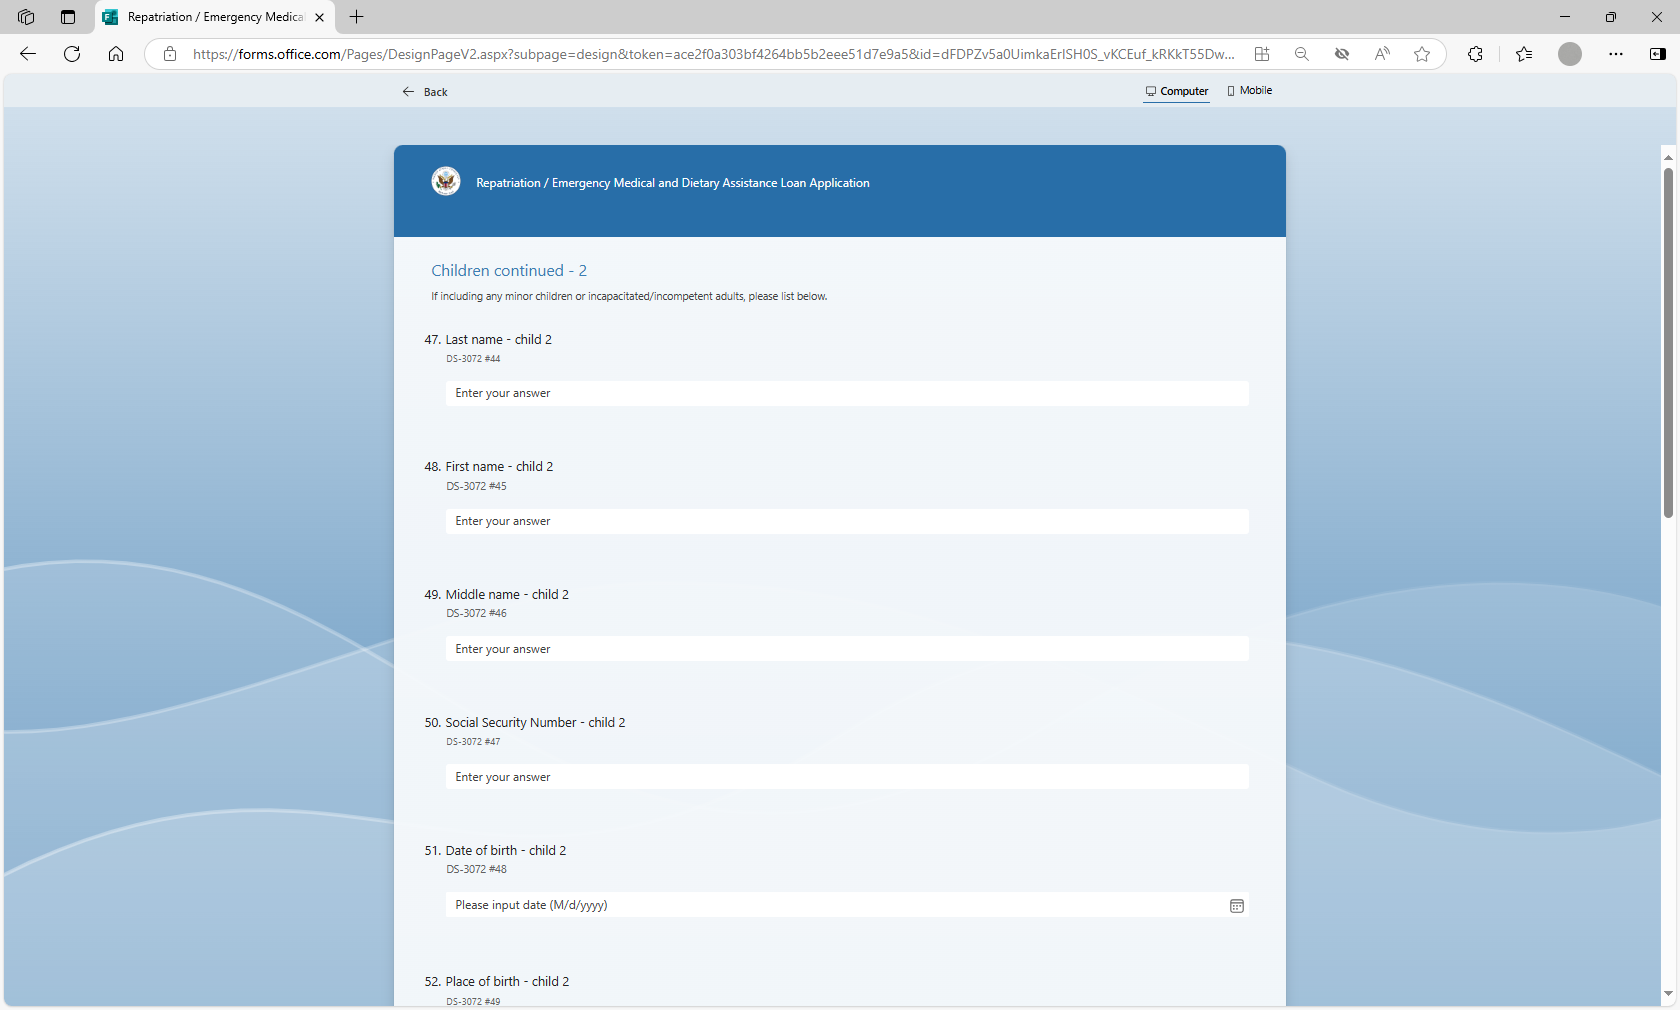 Repatriation / Emergency Medical
https://forms.office.com/Pages/DesignPageV2.aspx?subpage=design&token=ace2f0a303bf4264bb5b2eee51d7e9a5&id=dFDPZv5a0UimkaErISH0S_vKCEuf_kRKkT55Dw...
Back
Computer
Mobile
Repatriation / Emergency Medical and Dietary Assistance Loan Application
Children continued - 2
If including any minor children or incapacitated/incompetent adults, please list below.
47. Last name - child 2
DS-3072 #44
Enter your answer
48. First name - child 2
DS-3072 #45
Enter your answer
49. Middle name - child 2
DS-3072 #46
Enter your answer
50. Social Security Number - child 2
DS-3072 #47
Enter your answer
51. Date of birth - child 2
DS-3072 #48
Please input date (M/d/yyyy)
52. Place of birth - child 2
DS-3072 #49